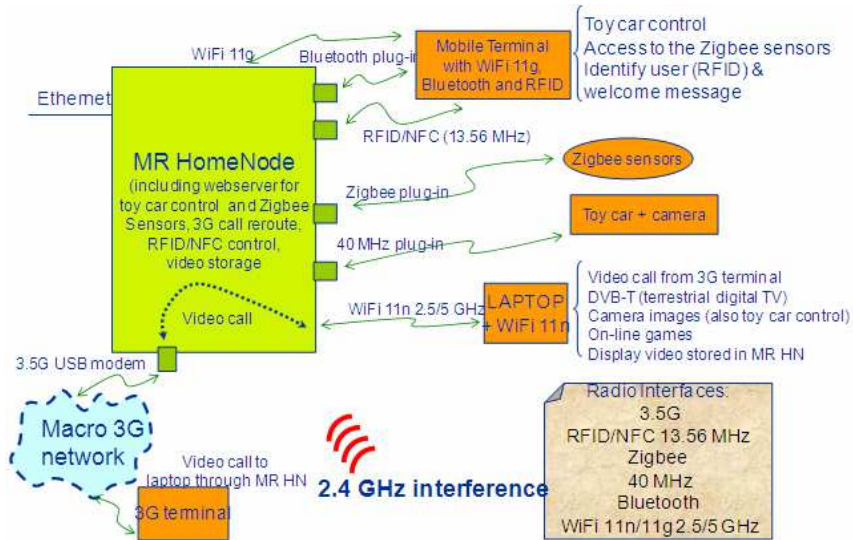 WiFi 11g
Bluetooth plug-in
Ethernet
Mobile Terminal
with WiFi 11g,
Bluetooth and RFID
Toy car control
Access to the Zigbee sensors
Identify user (RFID) &
welcome message
RFID/NFC (13.56 MHz)
MR HomeNode
(including webserver for
toy car control and Zigbee
Sensors, 3G call reroute,
RFID/NFC control,
video storage
Zigbee plug-in
Zigbee sensors
40 MHz plug-in
Toy car + camera
Video call
WiFi 11n 2.5/5 GHz
LAPTOP
+ WiFi 11n
Video call from 3G terminal
DVB-T (terrestrial digital TV)
Camera images (also toy car control)
On-line games
Display video stored in MR HN
3.5G USB modem
Macro 3G
network
Video call to
laptop through MR HN
3G terminal
2.4 GHz interference
Radio Interfaces:
3.5G
RFID/NFC 13.56 MHz
Zigbee
40 MHz
Bluetooth
WiFi 11n/11g 2.5/5 GHz